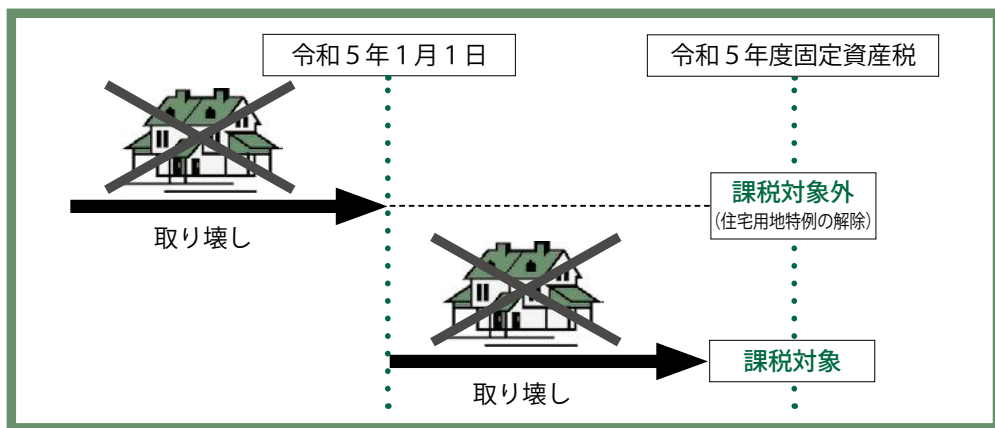 令和５年１月１日
令和５年度固定資産税
課税対象外
（住宅用地特例の解除）
取り壊し
課税対象
取り壊し